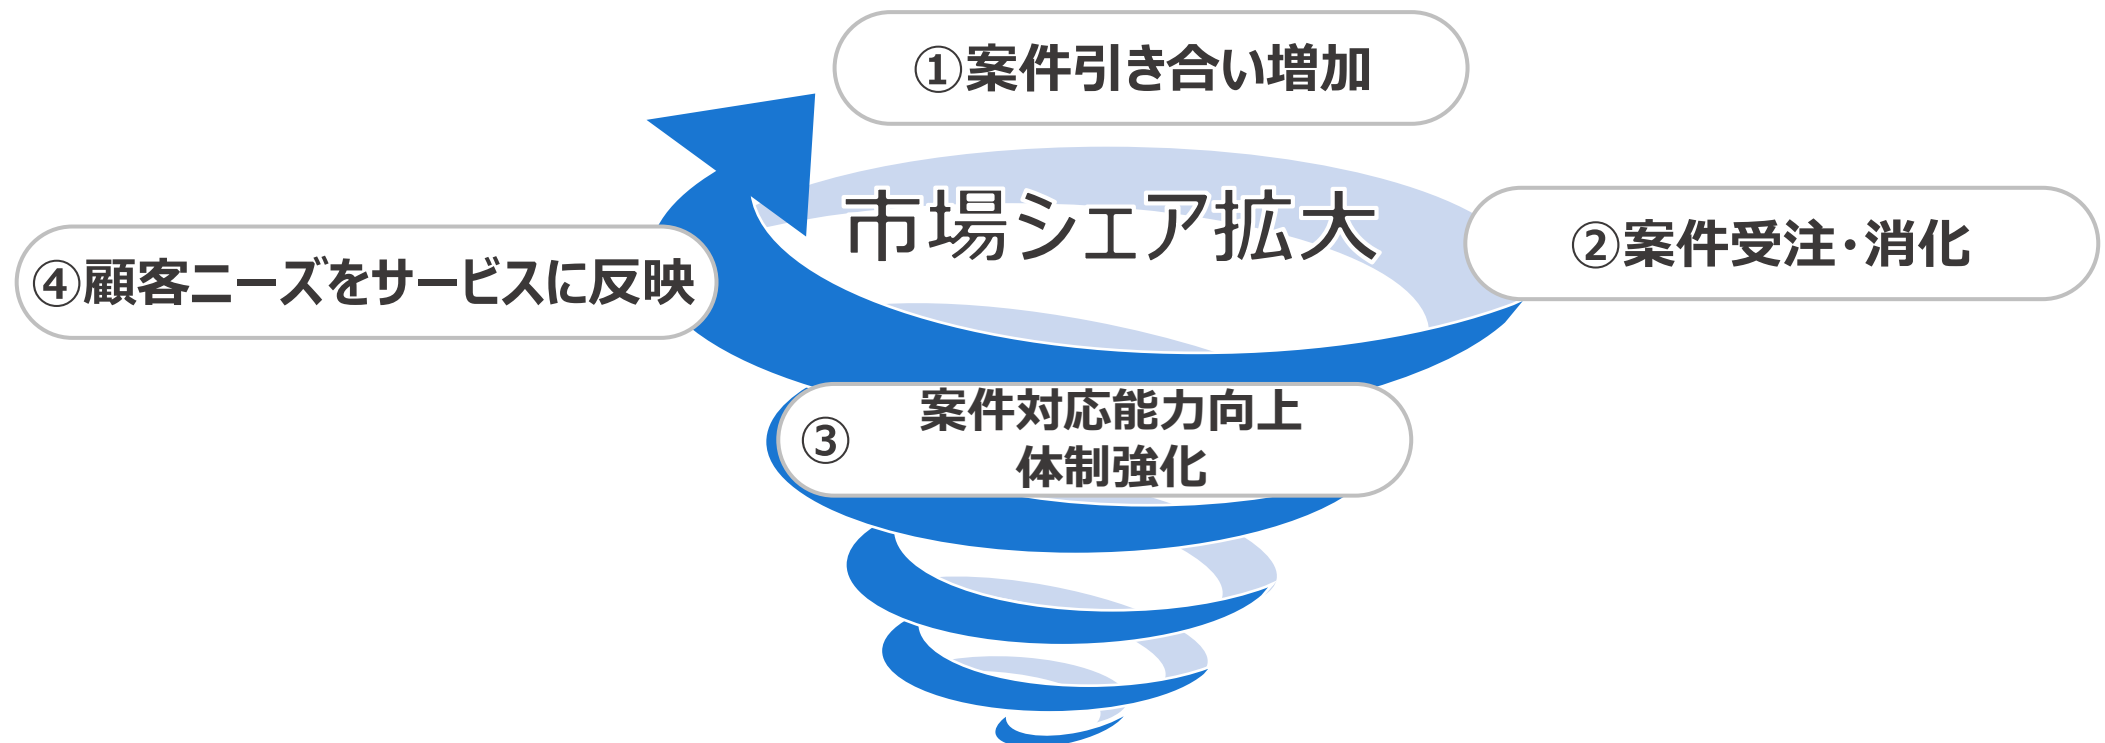 ①案件引き合い増加
市場シェア拡大
②案件受注・消化
④顧客ニーズをサービスに反映
③
案件対応能力向上
体制強化